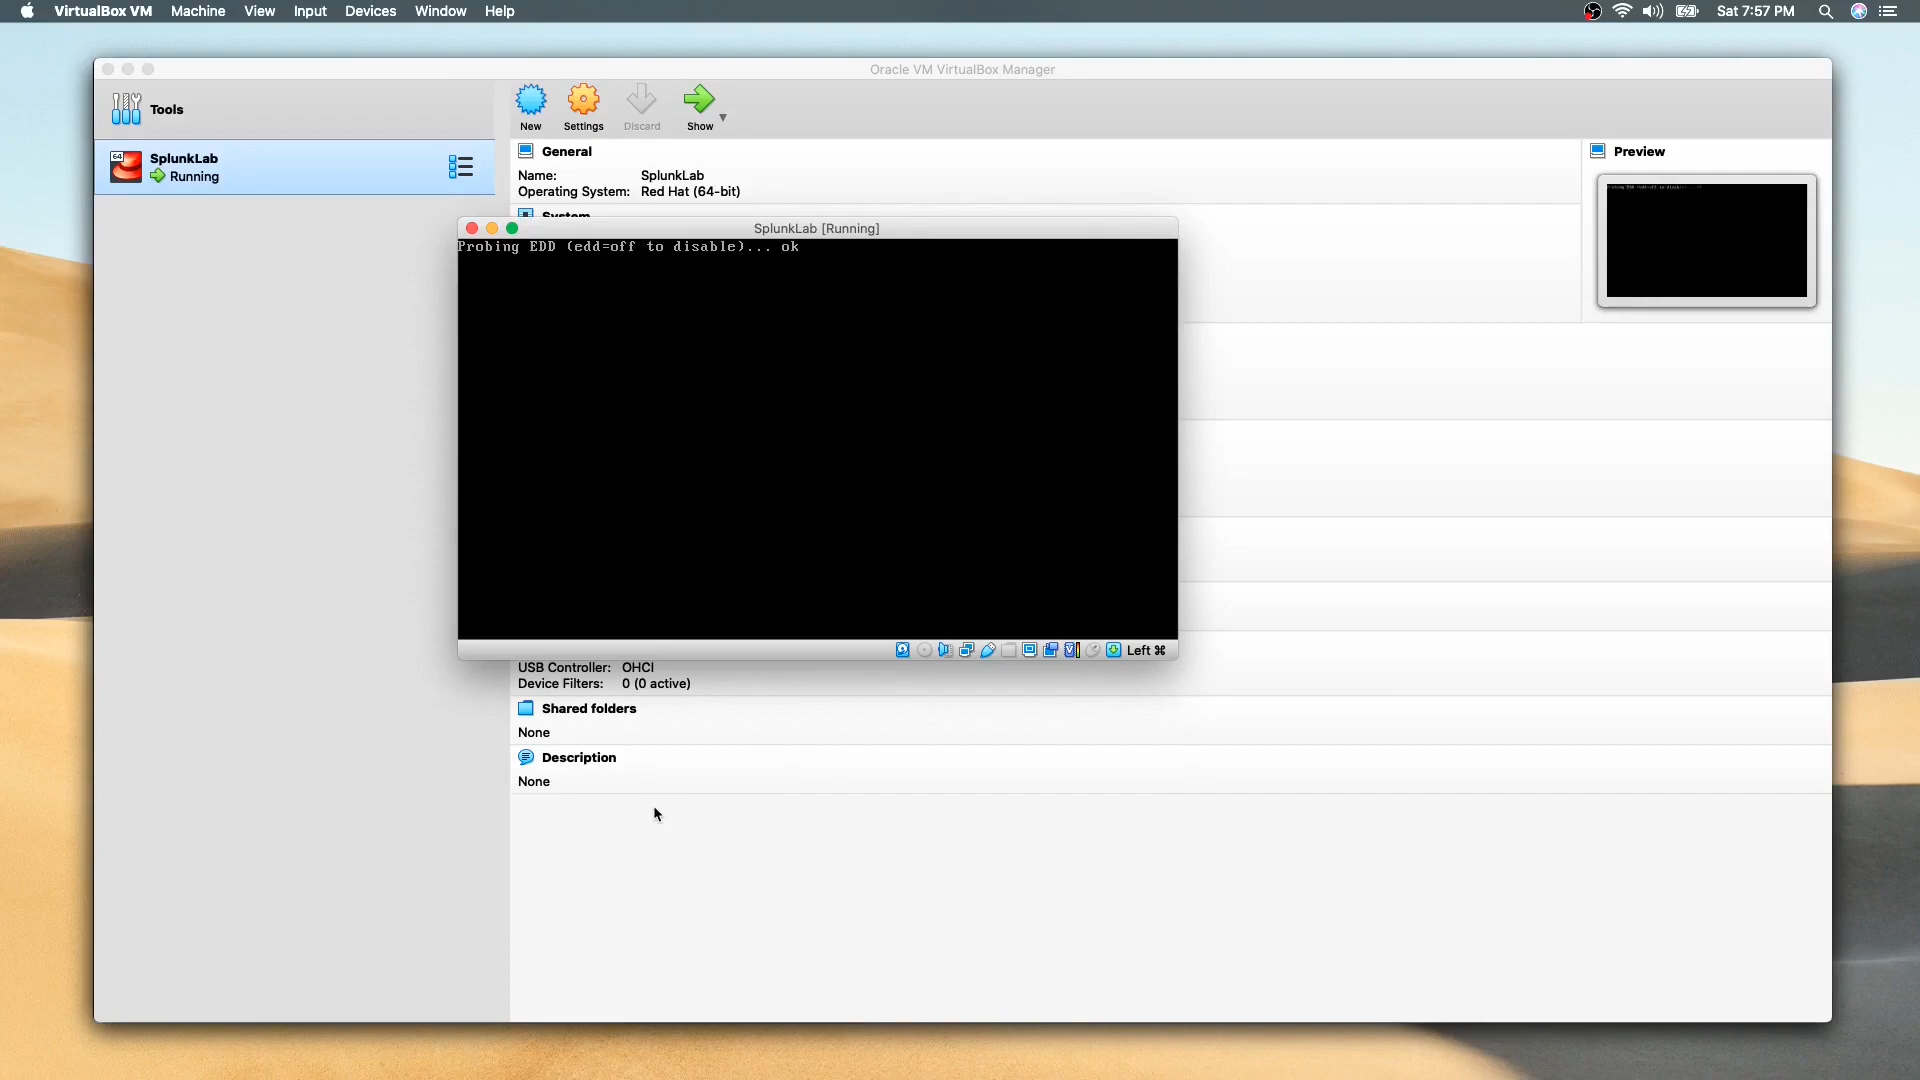 VirtualBox VM Machine View Input Devices Window Help
Sat 7:57 PM
Oracle VM VirtualBox Manager
Tools
New
Settings
Discard
Show
64
SplunkLab
Running
General
Name: SplunkLab
Operating System: Red Hat (64-bit)
System
Preview
SplunkLab [Running]
Probing EDD (edd=off to disable)... ok
Left ⌘
USB Controller: OHCI
Device Filters: 0 (0 active)
Shared folders
None
Description
None